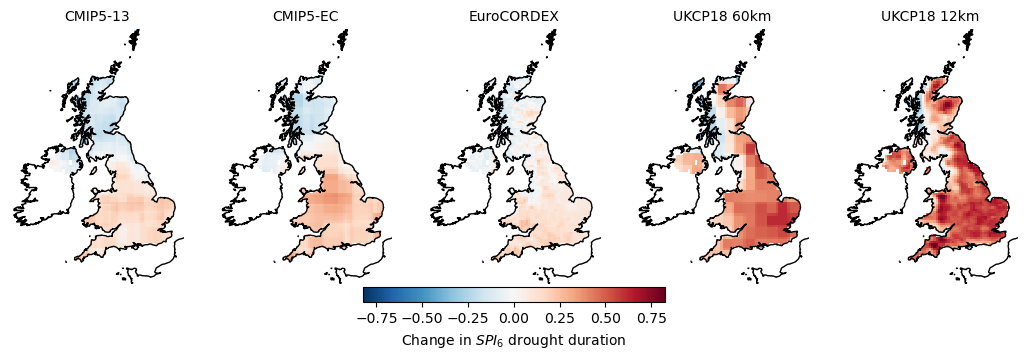 CMIP5-13 CMIP5-EC EuroCORDEX UKCP18 60km UKCP18 12km
−0.75 −0.50 −0.25 0.00 0.25 0.50 0.75
Change in SPI₆ drought duration